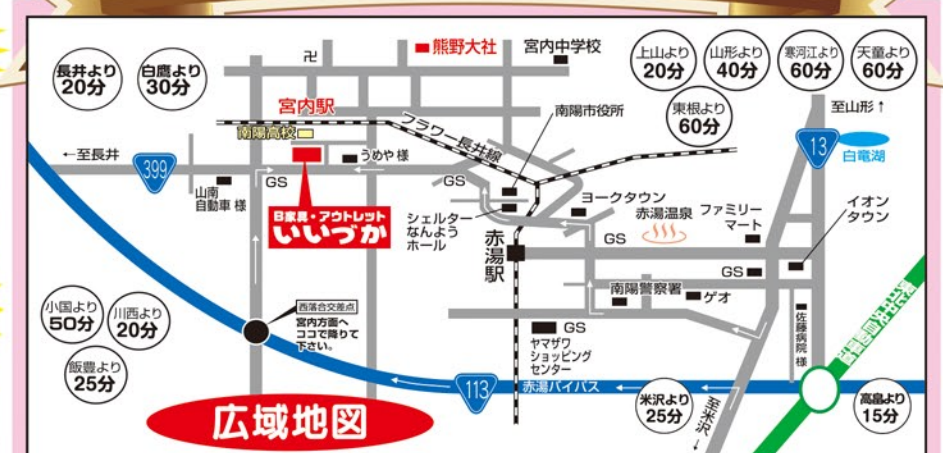 長井より
20分
白鷹より
30分
卍
熊野大社
宮内中学校
上山より
20分
山形より
40分
寒河江より
60分
天童より
60分
東根より
60分
至山形↑
13
白竜湖
宮内駅
南陽高校
フラワー長井線
南陽市役所
←至長井
399
うめや様
山南
自動車 様
GS
GS
B家具・アウトレット
いいづか
シェルター
なんよう
ホール
ヨークタウン
赤湯温泉
ファミリー
マート
イオン
タウン
赤湯駅
GS
GS
南陽警察署
ゲオ
佐藤病院 様
小国より
50分
川西より
20分
飯豊より
25分
西落合交差点
宮内方面へ
ココで降りて
下さい。
GS
ヤマザワ
ショッピング
センター
113
赤湯バイパス
米沢より
25分
至米沢
↓
高畠より
15分
広域地図